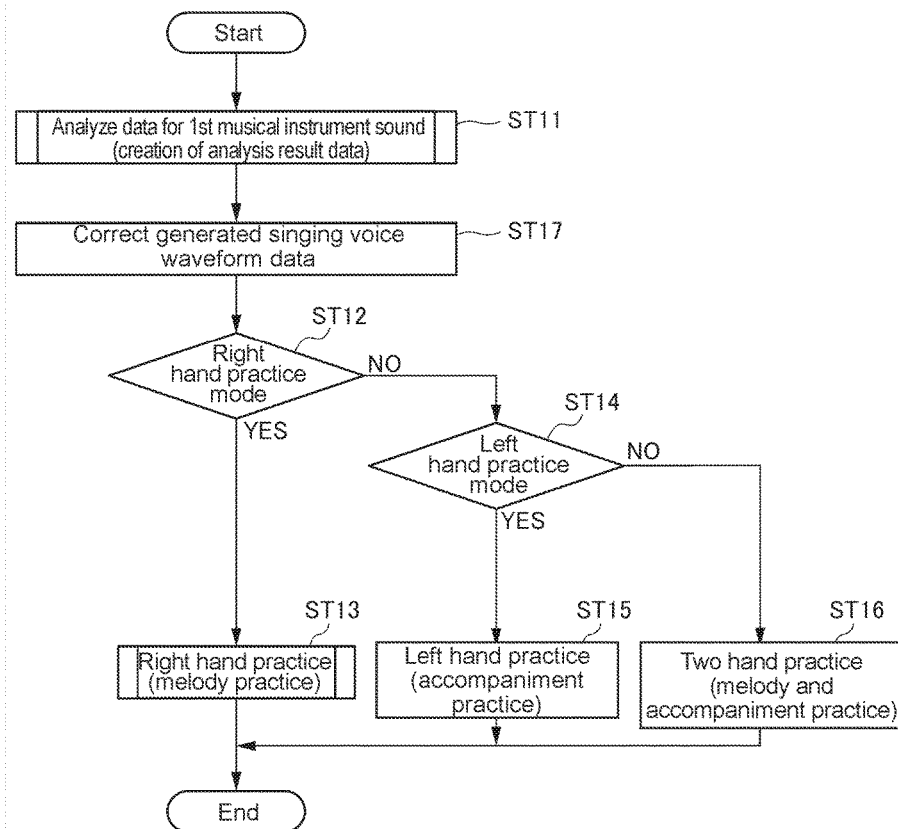 Start
Analyze data for 1st musical instrument sound
(creation of analysis result data)
ST11
Correct generated singing voice
waveform data
ST17
ST12
Right
hand practice
mode
NO
YES
ST14
Left
hand practice
mode
NO
YES
ST13
Right hand practice
(melody practice)
ST15
Left hand practice
(accompaniment
practice)
ST16
Two hand practice
(melody and
accompaniment practice)
End